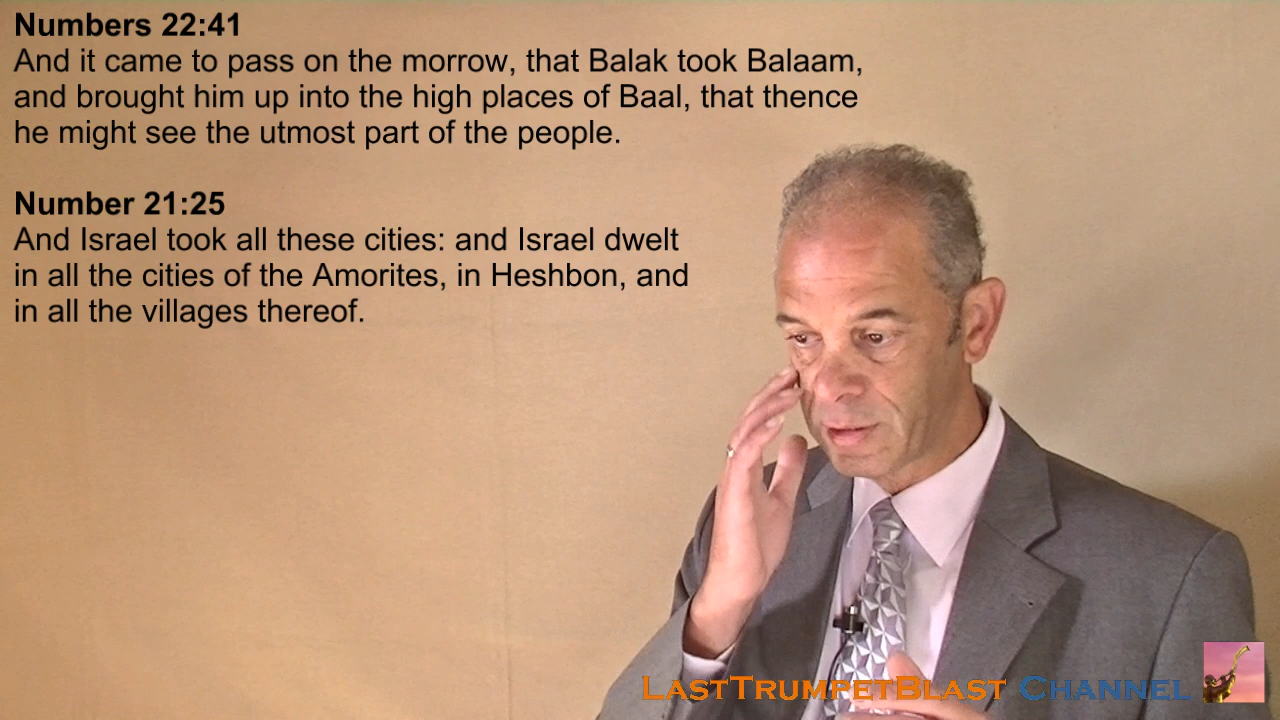 Numbers 22:41
And it came to pass on the morrow, that Balak took Balaam,
and brought him up into the high places of Baal, that thence
he might see the utmost part of the people.
Number 21:25
And Israel took all these cities: and Israel dwelt
in all the cities of the Amorites, in Heshbon, and
in all the villages thereof.
LastTrumpetBlast Channel